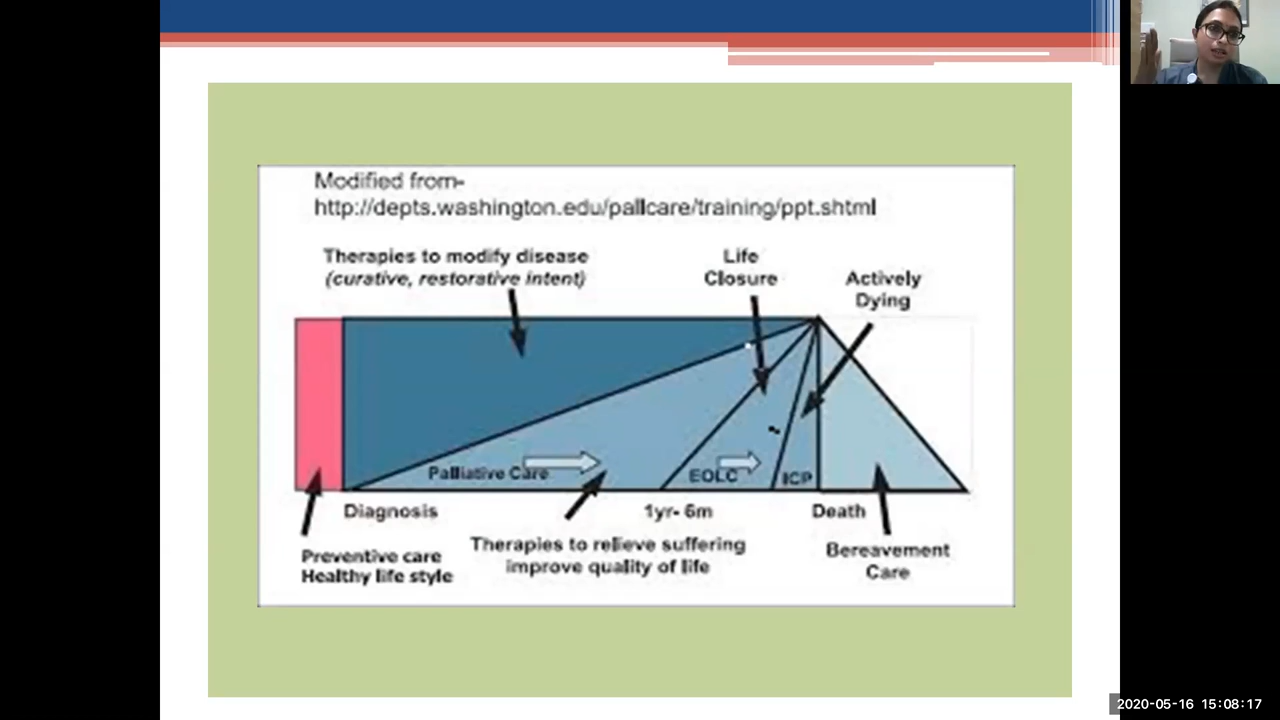 Modified from-
http://depts.washington.edu/pallcare/training/ppt.shtml
Therapies to modify disease
(curative, restorative intent)
Life
Closure
Actively
Dying
Palliative Care
EOLC
ICP
Diagnosis
1yr- 6m
Death
Preventive care
Healthy life style
Therapies to relieve suffering
improve quality of life
Bereavement
Care
2020-05-16 15:08:17